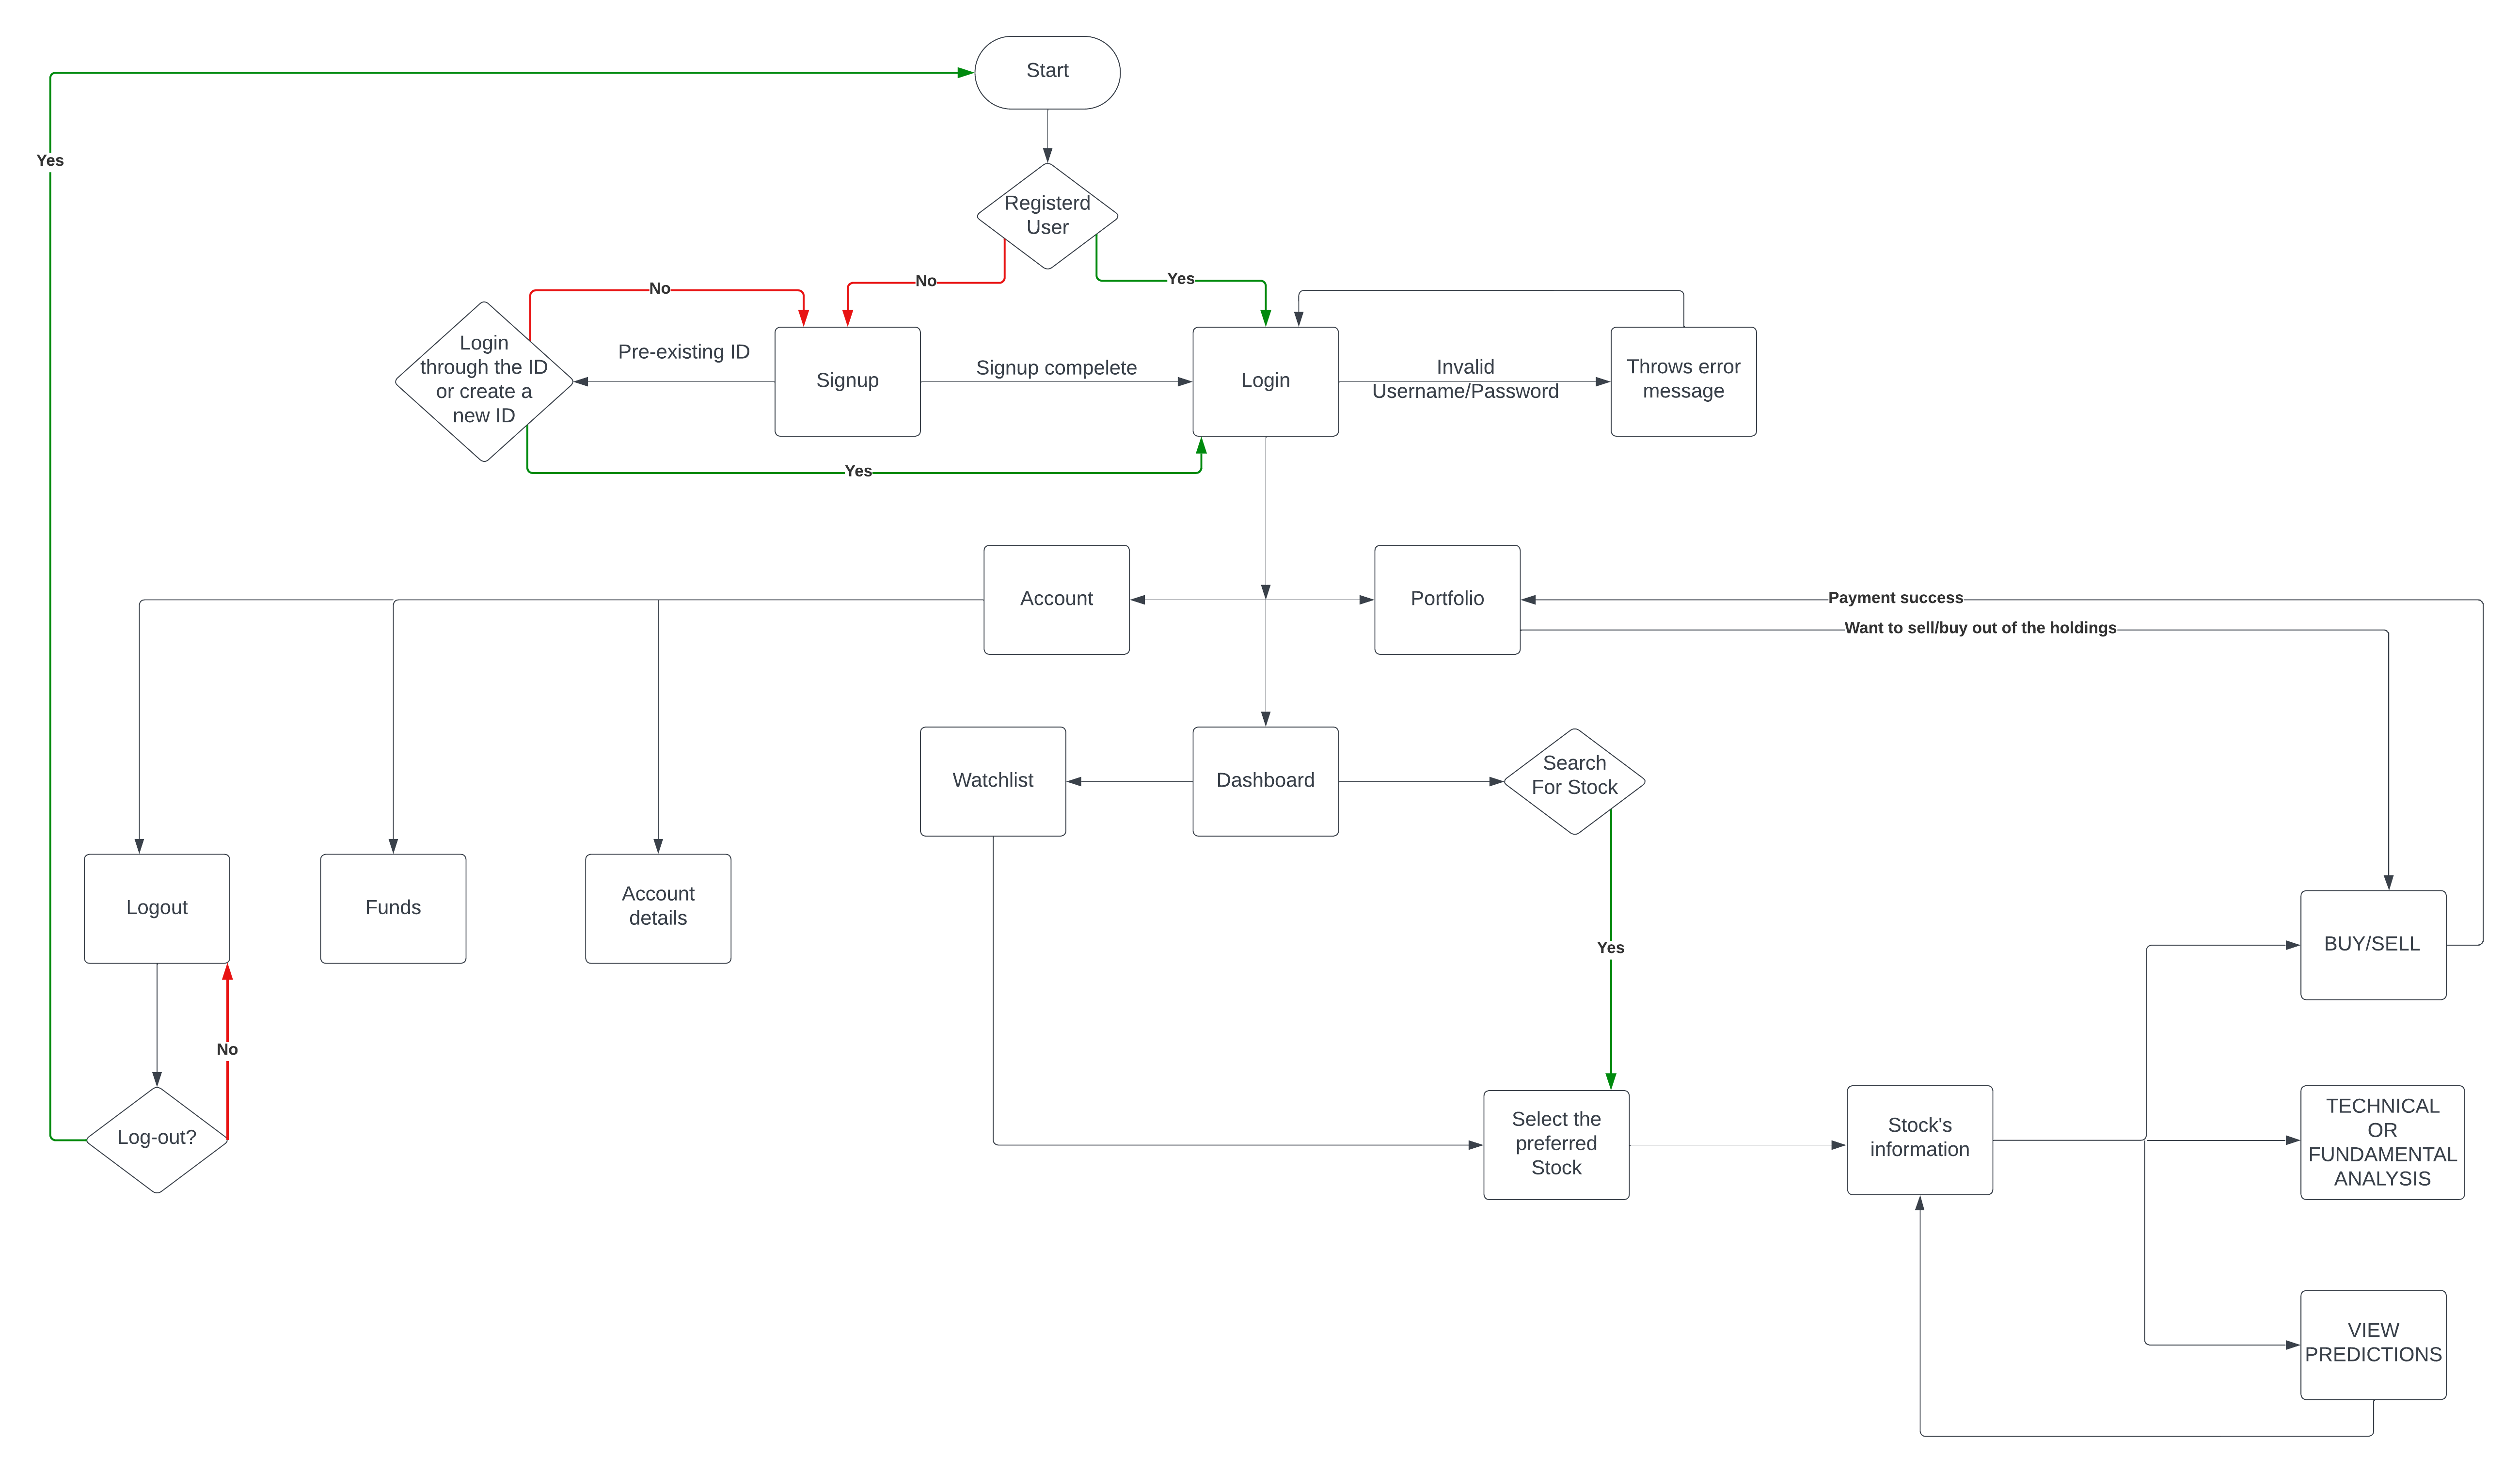 Start
Yes
Registerd
User
No
Yes
No
Login
through the ID
or create a
new ID
Pre-existing ID
Signup
Signup compelete
Login
Invalid
Username/Password
Throws error
message
Yes
Account
Portfolio
Payment success
Want to sell/buy out of the holdings
Watchlist
Dashboard
Search
For Stock
Logout
Funds
Account
details
Yes
BUY/SELL
No
Log-out?
Select the
preferred
Stock
Stock's
information
TECHNICAL
OR
FUNDAMENTAL
ANALYSIS
VIEW
PREDICTIONS